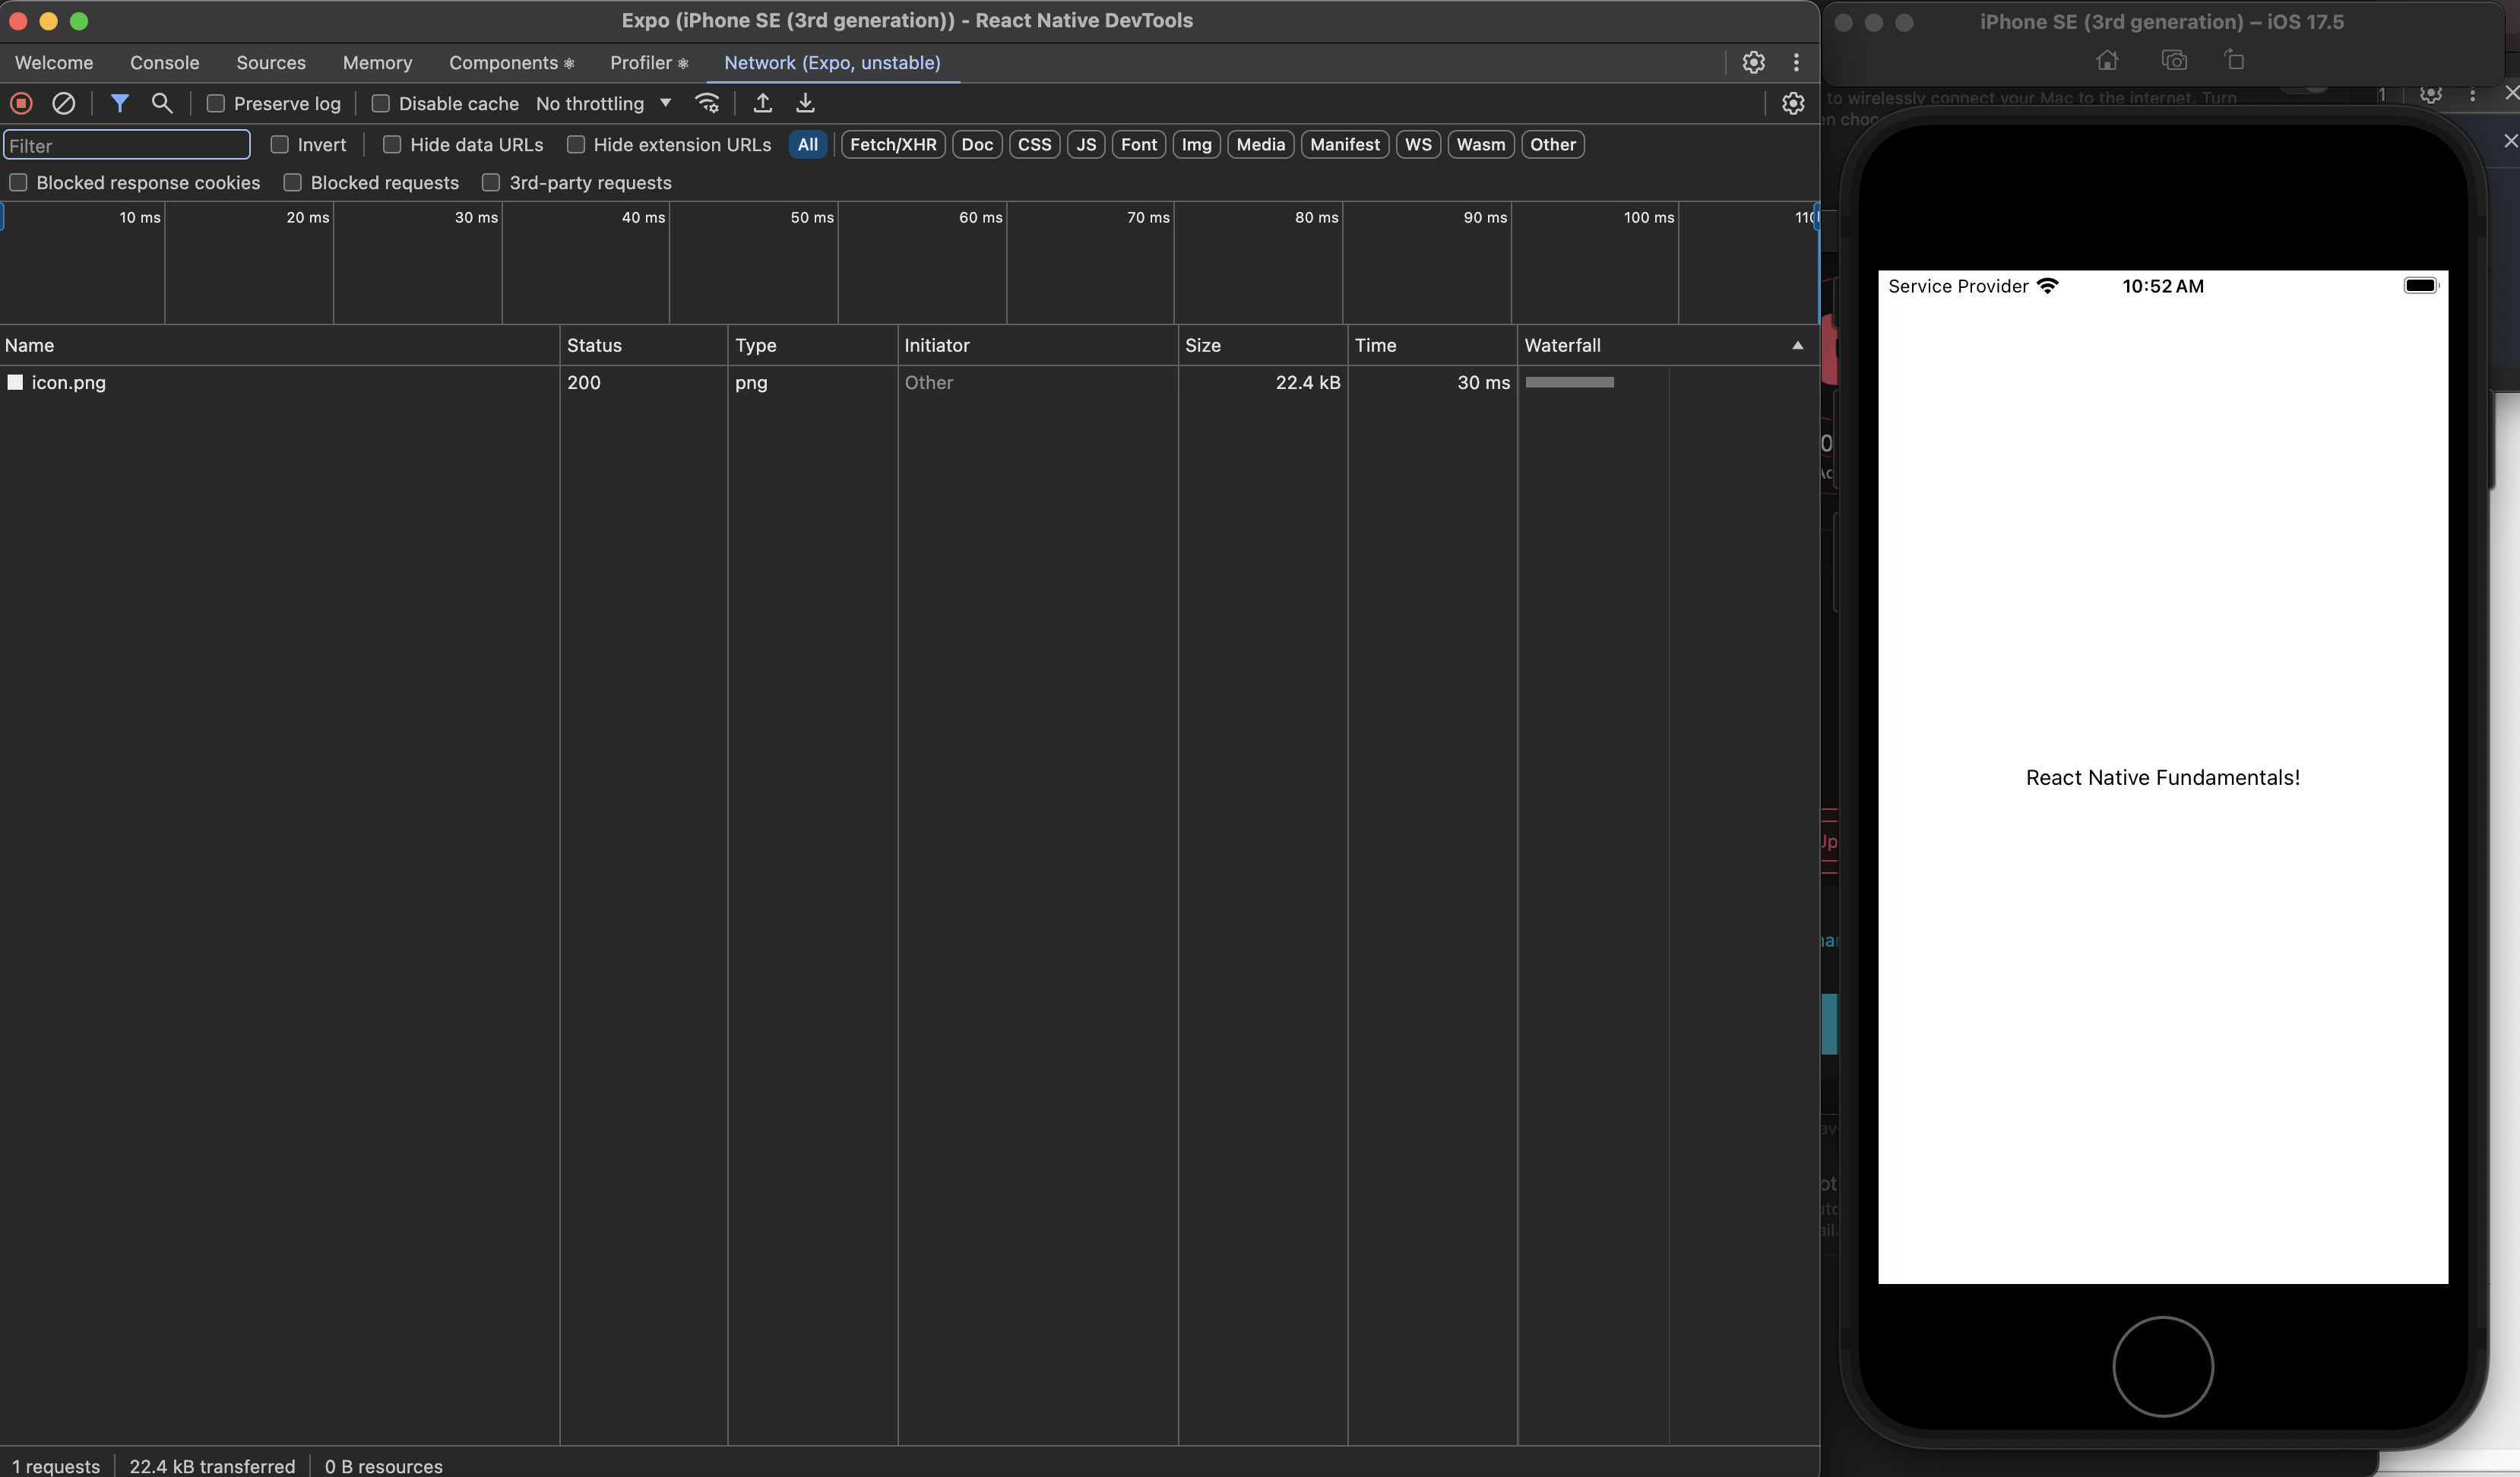 Expo (iPhone SE (3rd generation)) - React Native DevTools
Welcome Console Sources Memory Components Profiler Network (Expo, unstable)
Preserve log Disable cache No throttling
Filter Invert Hide data URLs Hide extension URLs All Fetch/XHR Doc CSS JS Font Img Media Manifest WS Wasm Other
Blocked response cookies Blocked requests 3rd-party requests
10 ms 20 ms 30 ms 40 ms 50 ms 60 ms 70 ms 80 ms 90 ms 100 ms 110
Name Status Type Initiator Size Time Waterfall
icon.png 200 png Other 22.4 kB 30 ms
1 requests 22.4 kB transferred 0 B resources
iPhone SE (3rd generation) – iOS 17.5
to wirelessly connect your Mac to the internet. Turn
Service Provider 10:52 AM
React Native Fundamentals!